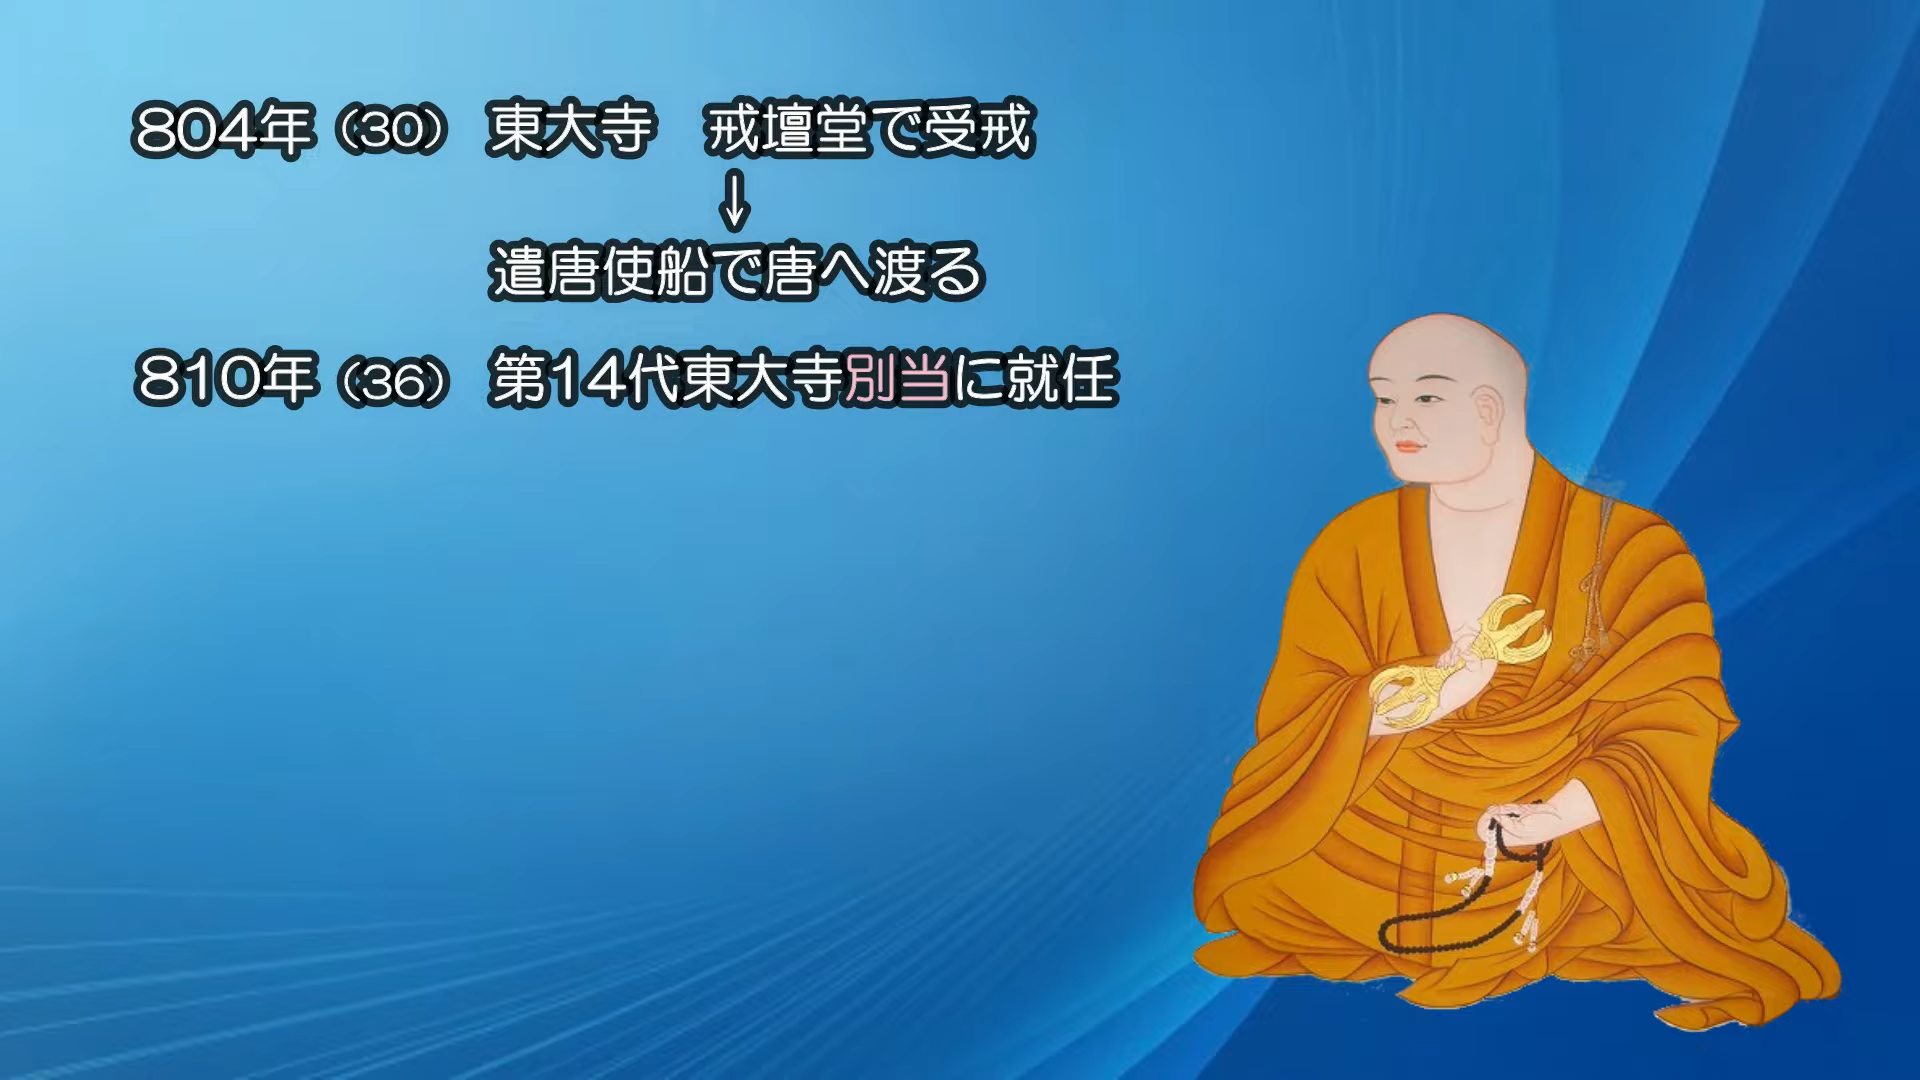 804年（30） 東大寺　戒壇堂で受戒
↓
遣唐使船で唐へ渡る
810年（36） 第14代東大寺別当に就任